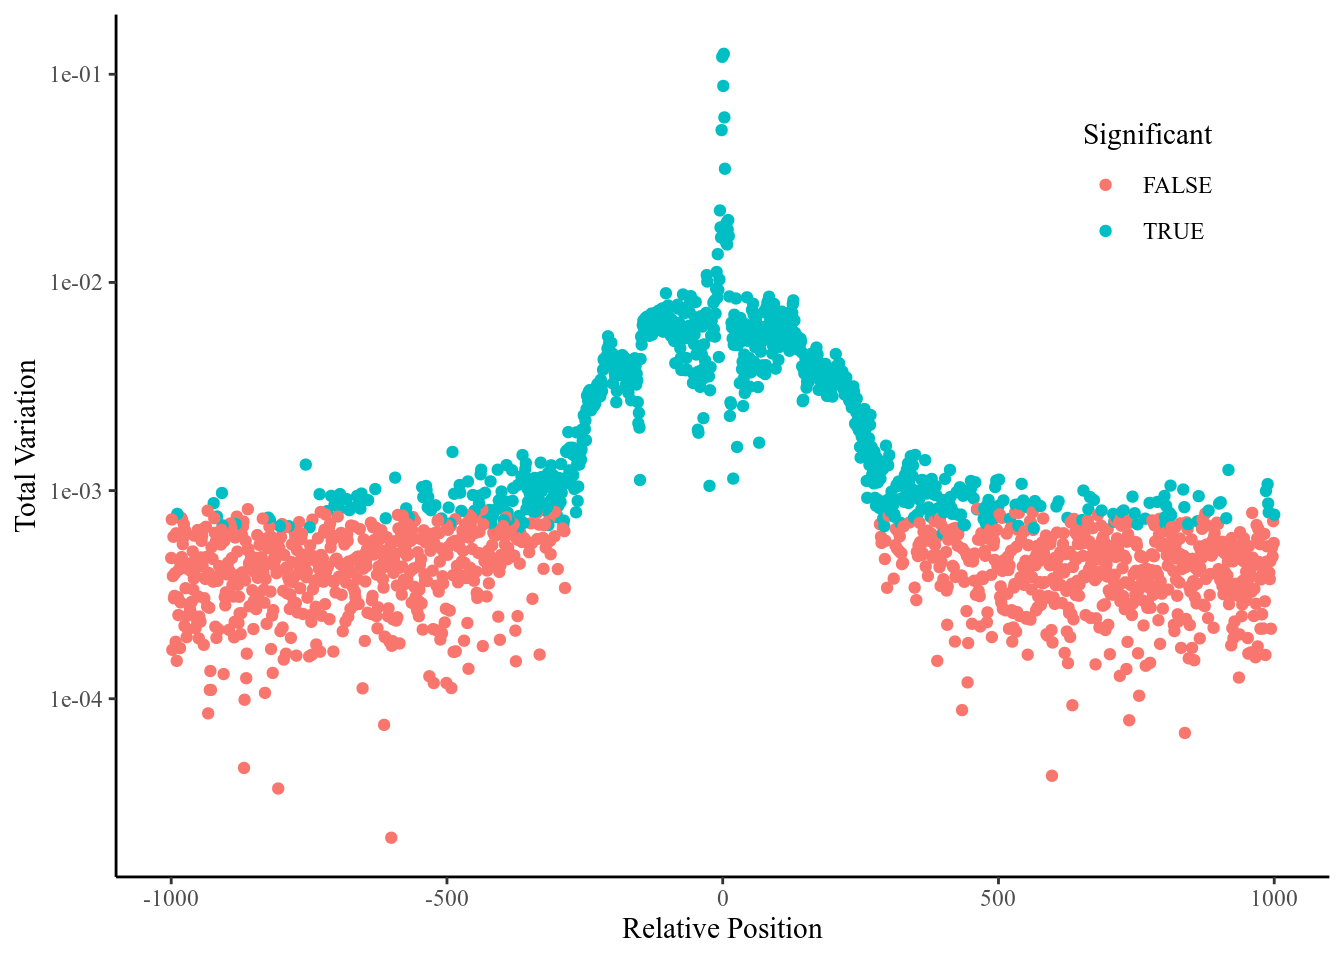 1e-01
1e-02
1e-03
1e-04
Total Variation
Significant
FALSE
TRUE
-1000
-500
0
500
1000
Relative Position